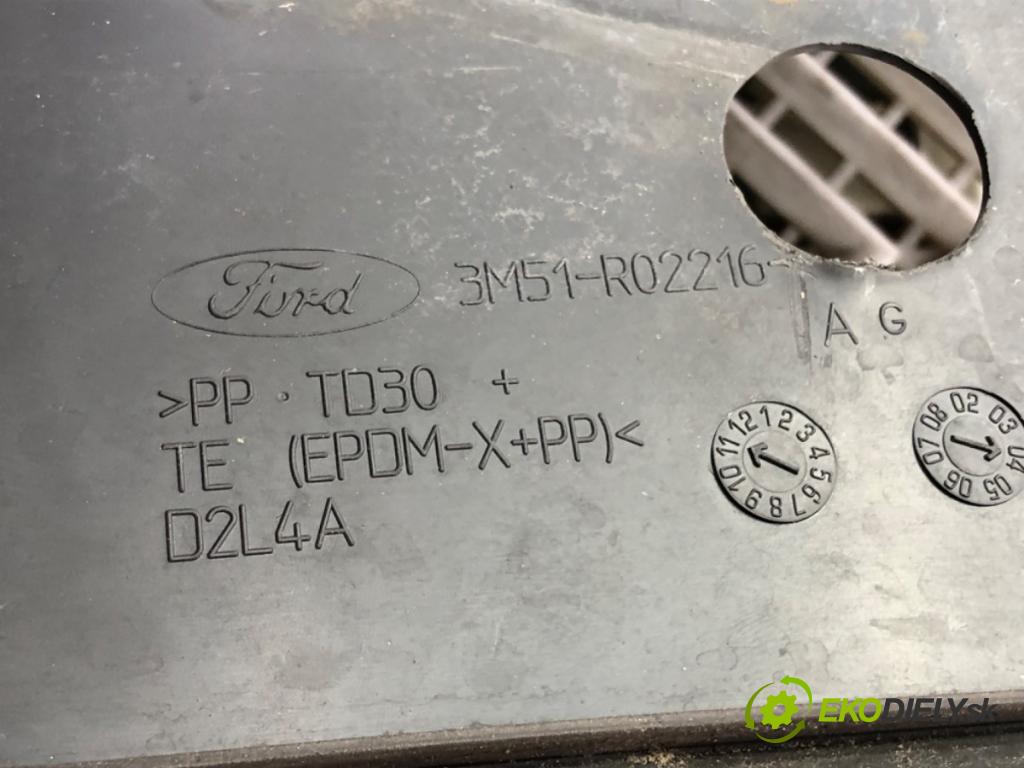 Ford 3M51-R02216-
AG
>PP · TD30 +
TE (EPDM-X+PP)<
D2L4A
12 1 2 3 4 5 6 7 8 9 10 11
02 03 04 05 06 07 08
EKODIELY.sk